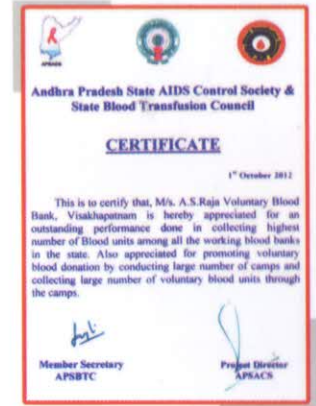 APSACS
Andhra Pradesh State AIDS Control Society &
State Blood Transfusion Council
CERTIFICATE
1st October 2012
This is to certify that, M/s. A.S.Raja Voluntary Blood
Bank, Visakhapatnam is hereby appreciated for an
outstanding performance done in collecting highest
number of Blood units among all the working blood banks
in the state. Also appreciated for promoting voluntary
blood donation by conducting large number of camps and
collecting large number of voluntary blood units through
the camps.
Member Secretary
APSBTC
Project Director
APSACS